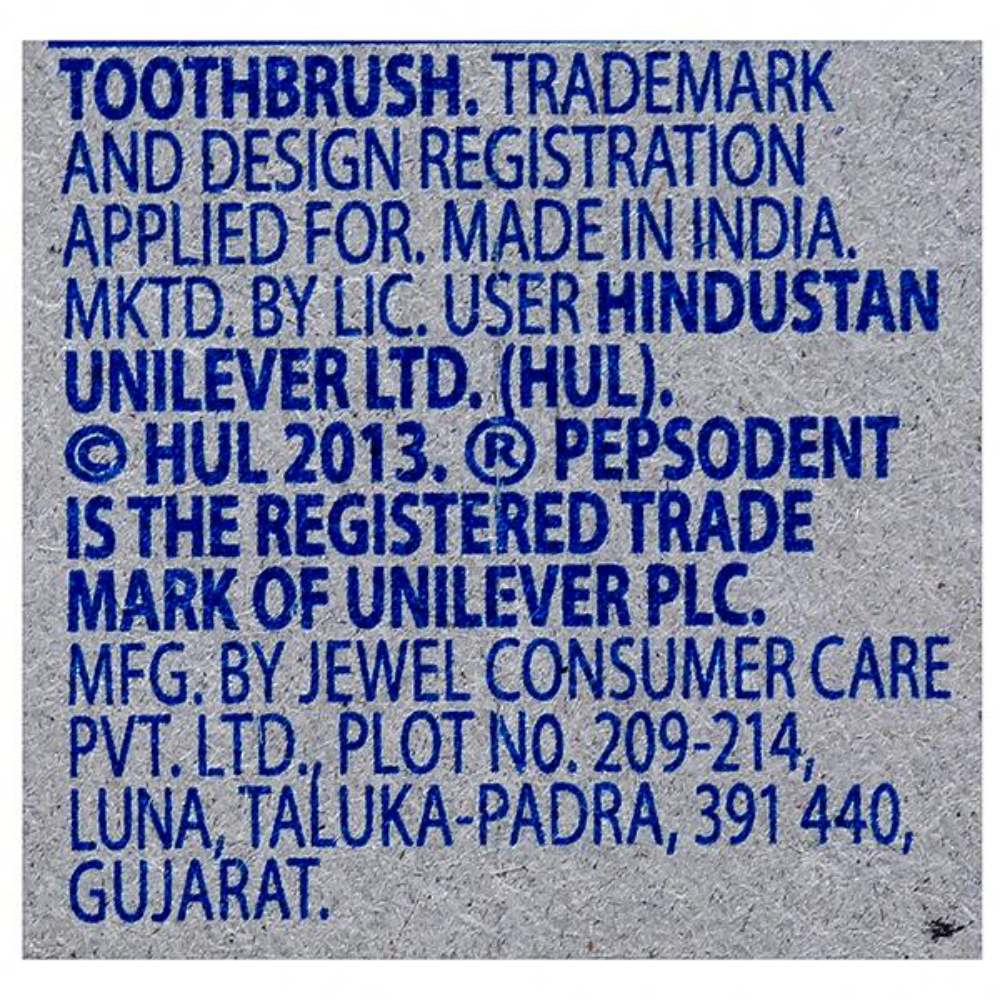 TOOTHBRUSH. TRADEMARK
AND DESIGN REGISTRATION
APPLIED FOR. MADE IN INDIA.
MKTD. BY LIC. USER HINDUSTAN
UNILEVER LTD. (HUL).
© HUL 2013. ® PEPSODENT
IS THE REGISTERED TRADE
MARK OF UNILEVER PLC.
MFG. BY JEWEL CONSUMER CARE
PVT. LTD., PLOT NO. 209-214,
LUNA, TALUKA-PADRA, 391 440,
GUJARAT.